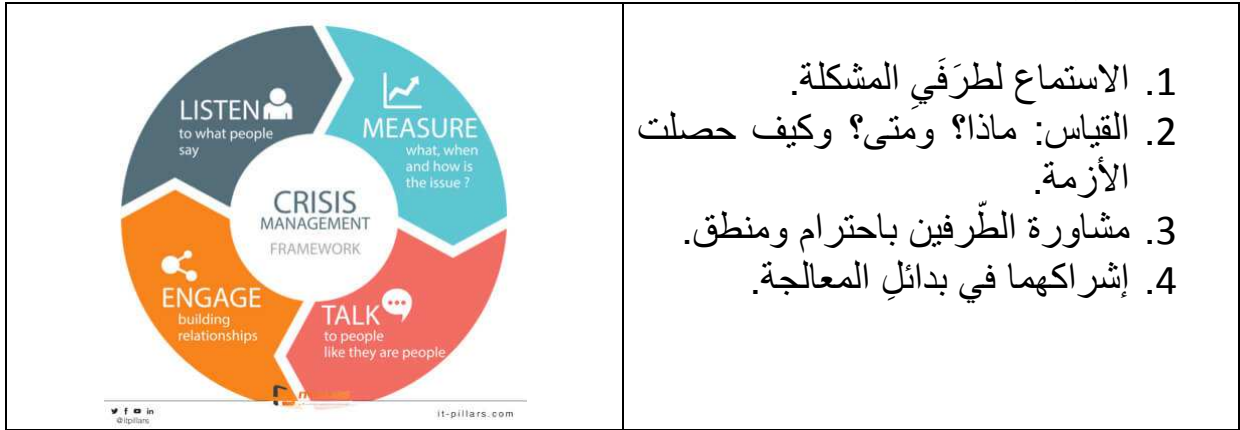 LISTEN
to what people
say
MEASURE
what, when
and how is
the issue ?
CRISIS
MANAGEMENT
FRAMEWORK
ENGAGE
building
relationships
TALK
to people
like they are people
@itpillars
it-pillars.com
1. الاستماع لطرَفَيِ المشكلة.
2. القياس: ماذا؟ ومتى؟ وكيف حصلت
الأزمة.
3. مشاورة الطّرفين باحترام ومنطق.
4. إشراكهما في بدائلِ المعالجة.